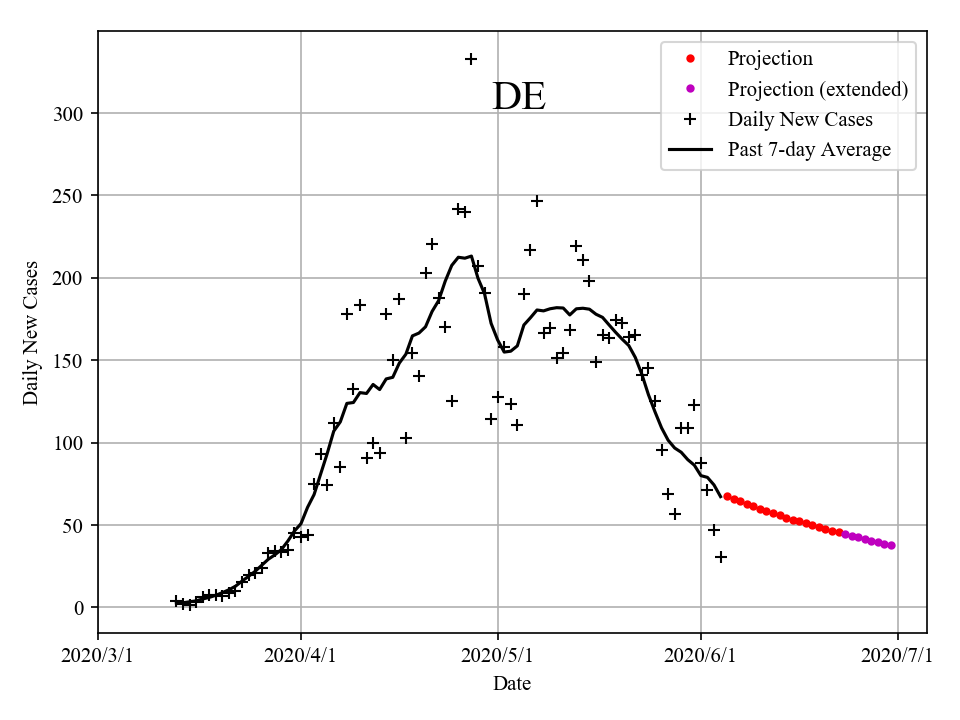 DE
Projection
Projection (extended)
Daily New Cases
Past 7-day Average
300
250
200
150
100
50
0
Daily New Cases
2020/3/1
2020/4/1
2020/5/1
2020/6/1
2020/7/1
Date